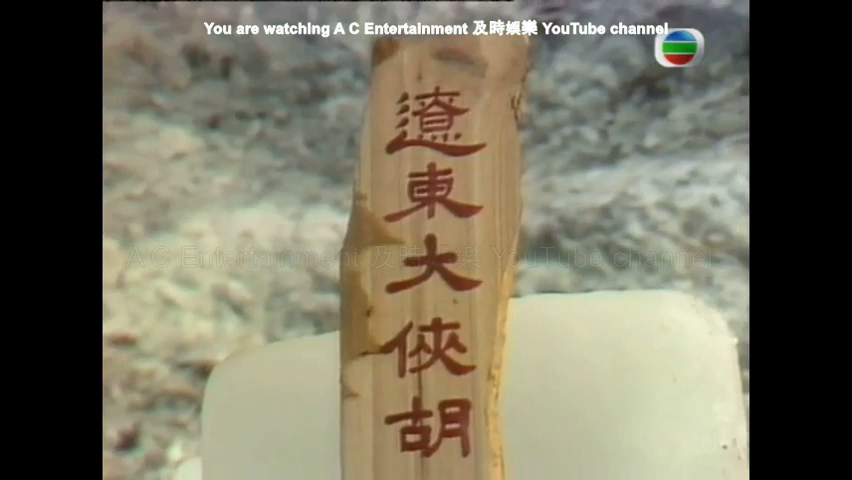 You are watching A C Entertainment 及時娛樂 YouTube channel
遼東大俠胡
A C Entertainment 及時娛樂 YouTube channel